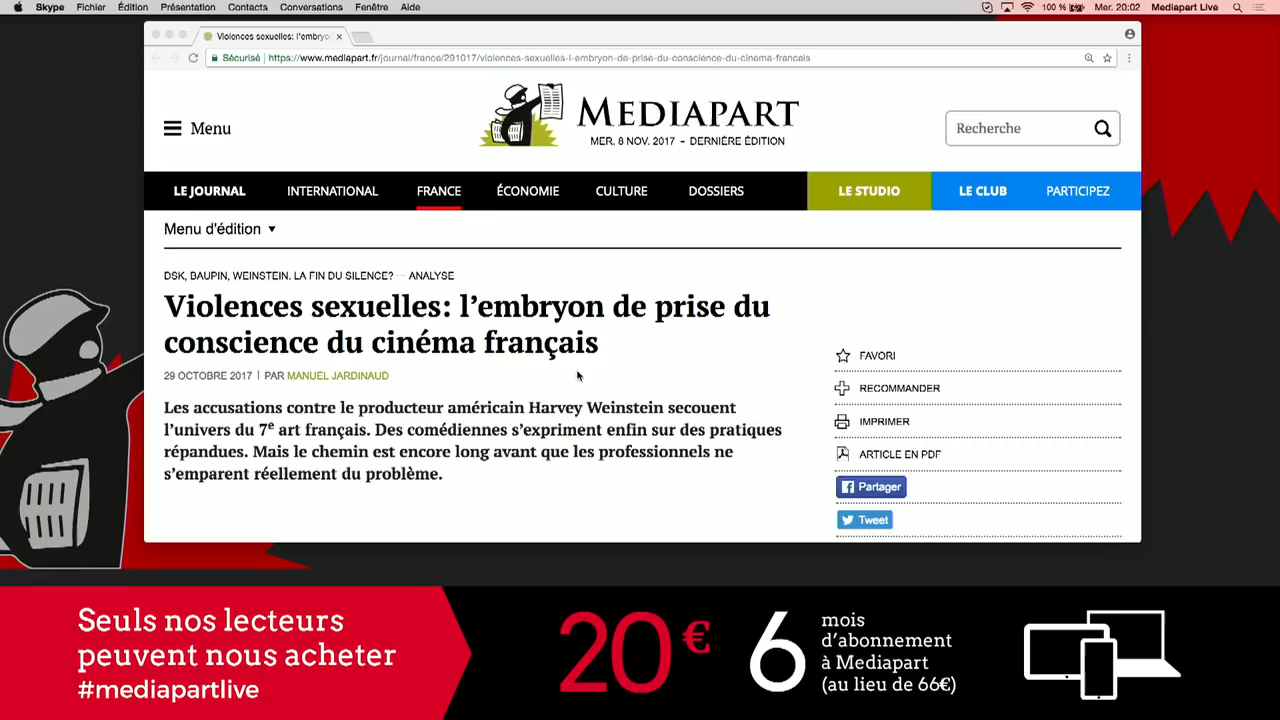 Skype Fichier Édition Présentation Contacts Conversations Fenêtre Aide 100 % Mer. 20:02 Mediapart Live
Violences sexuelles: l'embryon
Sécurisé https://www.mediapart.fr/journal/france/291017/violences-sexuelles-l-embryon-de-prise-du-conscience-du-cinema-francais
Menu
MEDIAPART
MER. 8 NOV. 2017 – DERNIÈRE ÉDITION
Recherche
LE JOURNAL INTERNATIONAL FRANCE ÉCONOMIE CULTURE DOSSIERS LE STUDIO LE CLUB PARTICIPEZ
Menu d'édition
DSK, BAUPIN, WEINSTEIN. LA FIN DU SILENCE? — ANALYSE
Violences sexuelles: l’embryon de prise du
conscience du cinéma français
29 OCTOBRE 2017 | PAR MANUEL JARDINAUD
Les accusations contre le producteur américain Harvey Weinstein secouent
l’univers du 7e art français. Des comédiennes s’expriment enfin sur des pratiques
répandues. Mais le chemin est encore long avant que les professionnels ne
s’emparent réellement du problème.
FAVORI
RECOMMANDER
IMPRIMER
ARTICLE EN PDF
Partager
Tweet
Seuls nos lecteurs
peuvent nous acheter
#mediapartlive
20 €
6
mois
d’abonnement
à Mediapart
(au lieu de 66€)